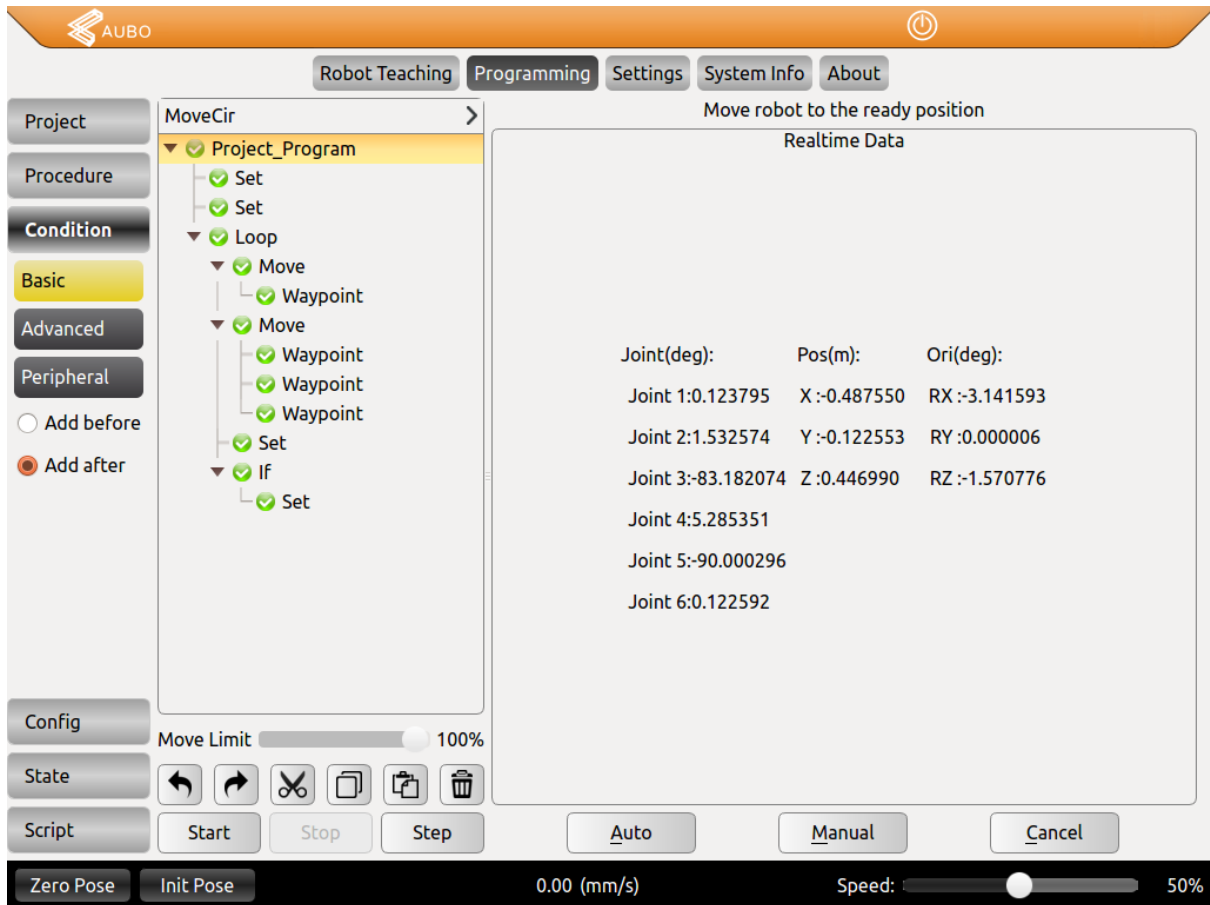 AUBO
Robot Teaching Programming Settings System Info About
Project
Procedure
Condition
Basic
Advanced
Peripheral
Add before
Add after
Config
State
Script
MoveCir
Project_Program
Set
Set
Loop
Move
Waypoint
Move
Waypoint
Waypoint
Waypoint
Set
If
Set
Move Limit 100%
Start Stop Step
Move robot to the ready position
Realtime Data
Joint(deg): Pos(m): Ori(deg):
Joint 1:0.123795 X :-0.487550 RX :-3.141593
Joint 2:1.532574 Y :-0.122553 RY :0.000006
Joint 3:-83.182074 Z :0.446990 RZ :-1.570776
Joint 4:5.285351
Joint 5:-90.000296
Joint 6:0.122592
Auto Manual Cancel
Zero Pose Init Pose 0.00 (mm/s) Speed: 50%